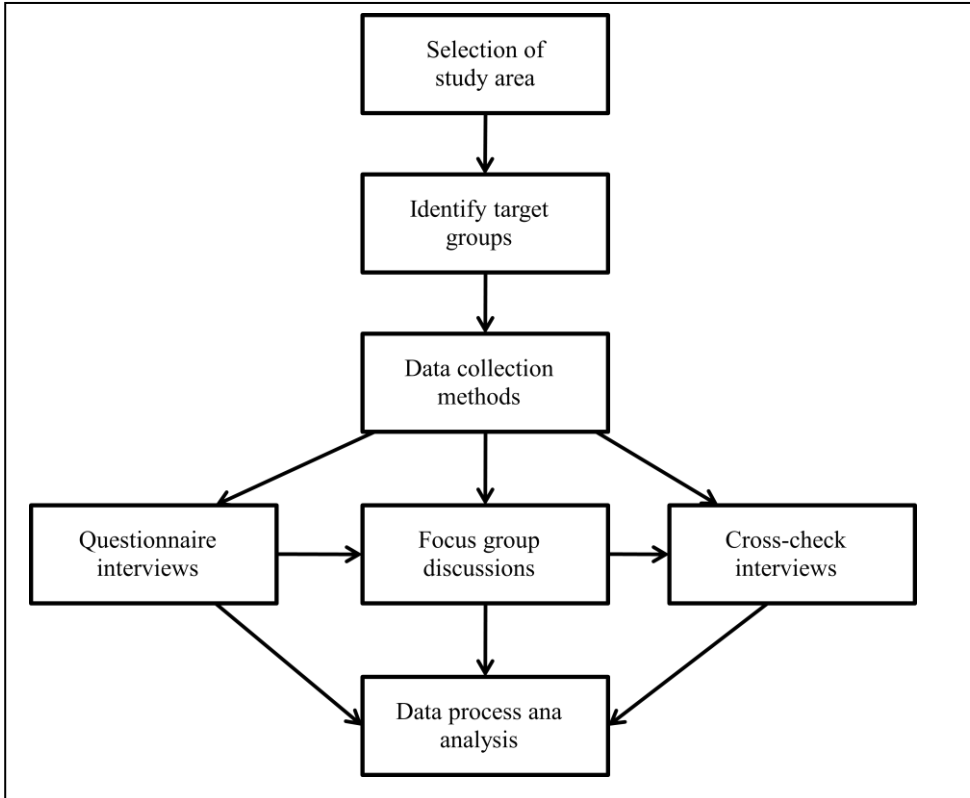 Selection of
study area
Identify target
groups
Data collection
methods
Questionnaire
interviews
Focus group
discussions
Cross-check
interviews
Data process ana
analysis